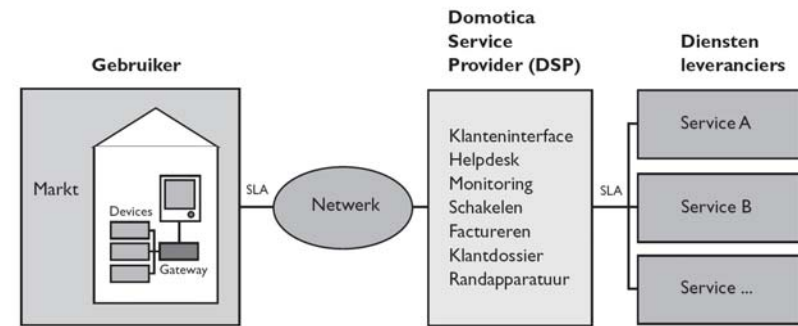 Gebruiker
Domotica
Service
Provider (DSP)
Diensten
leveranciers
Markt
Devices
Gateway
SLA
Netwerk
Klanteninterface
Helpdesk
Monitoring
Schakelen
Factureren
Klantdossier
Randapparatuur
SLA
Service A
Service B
Service ...